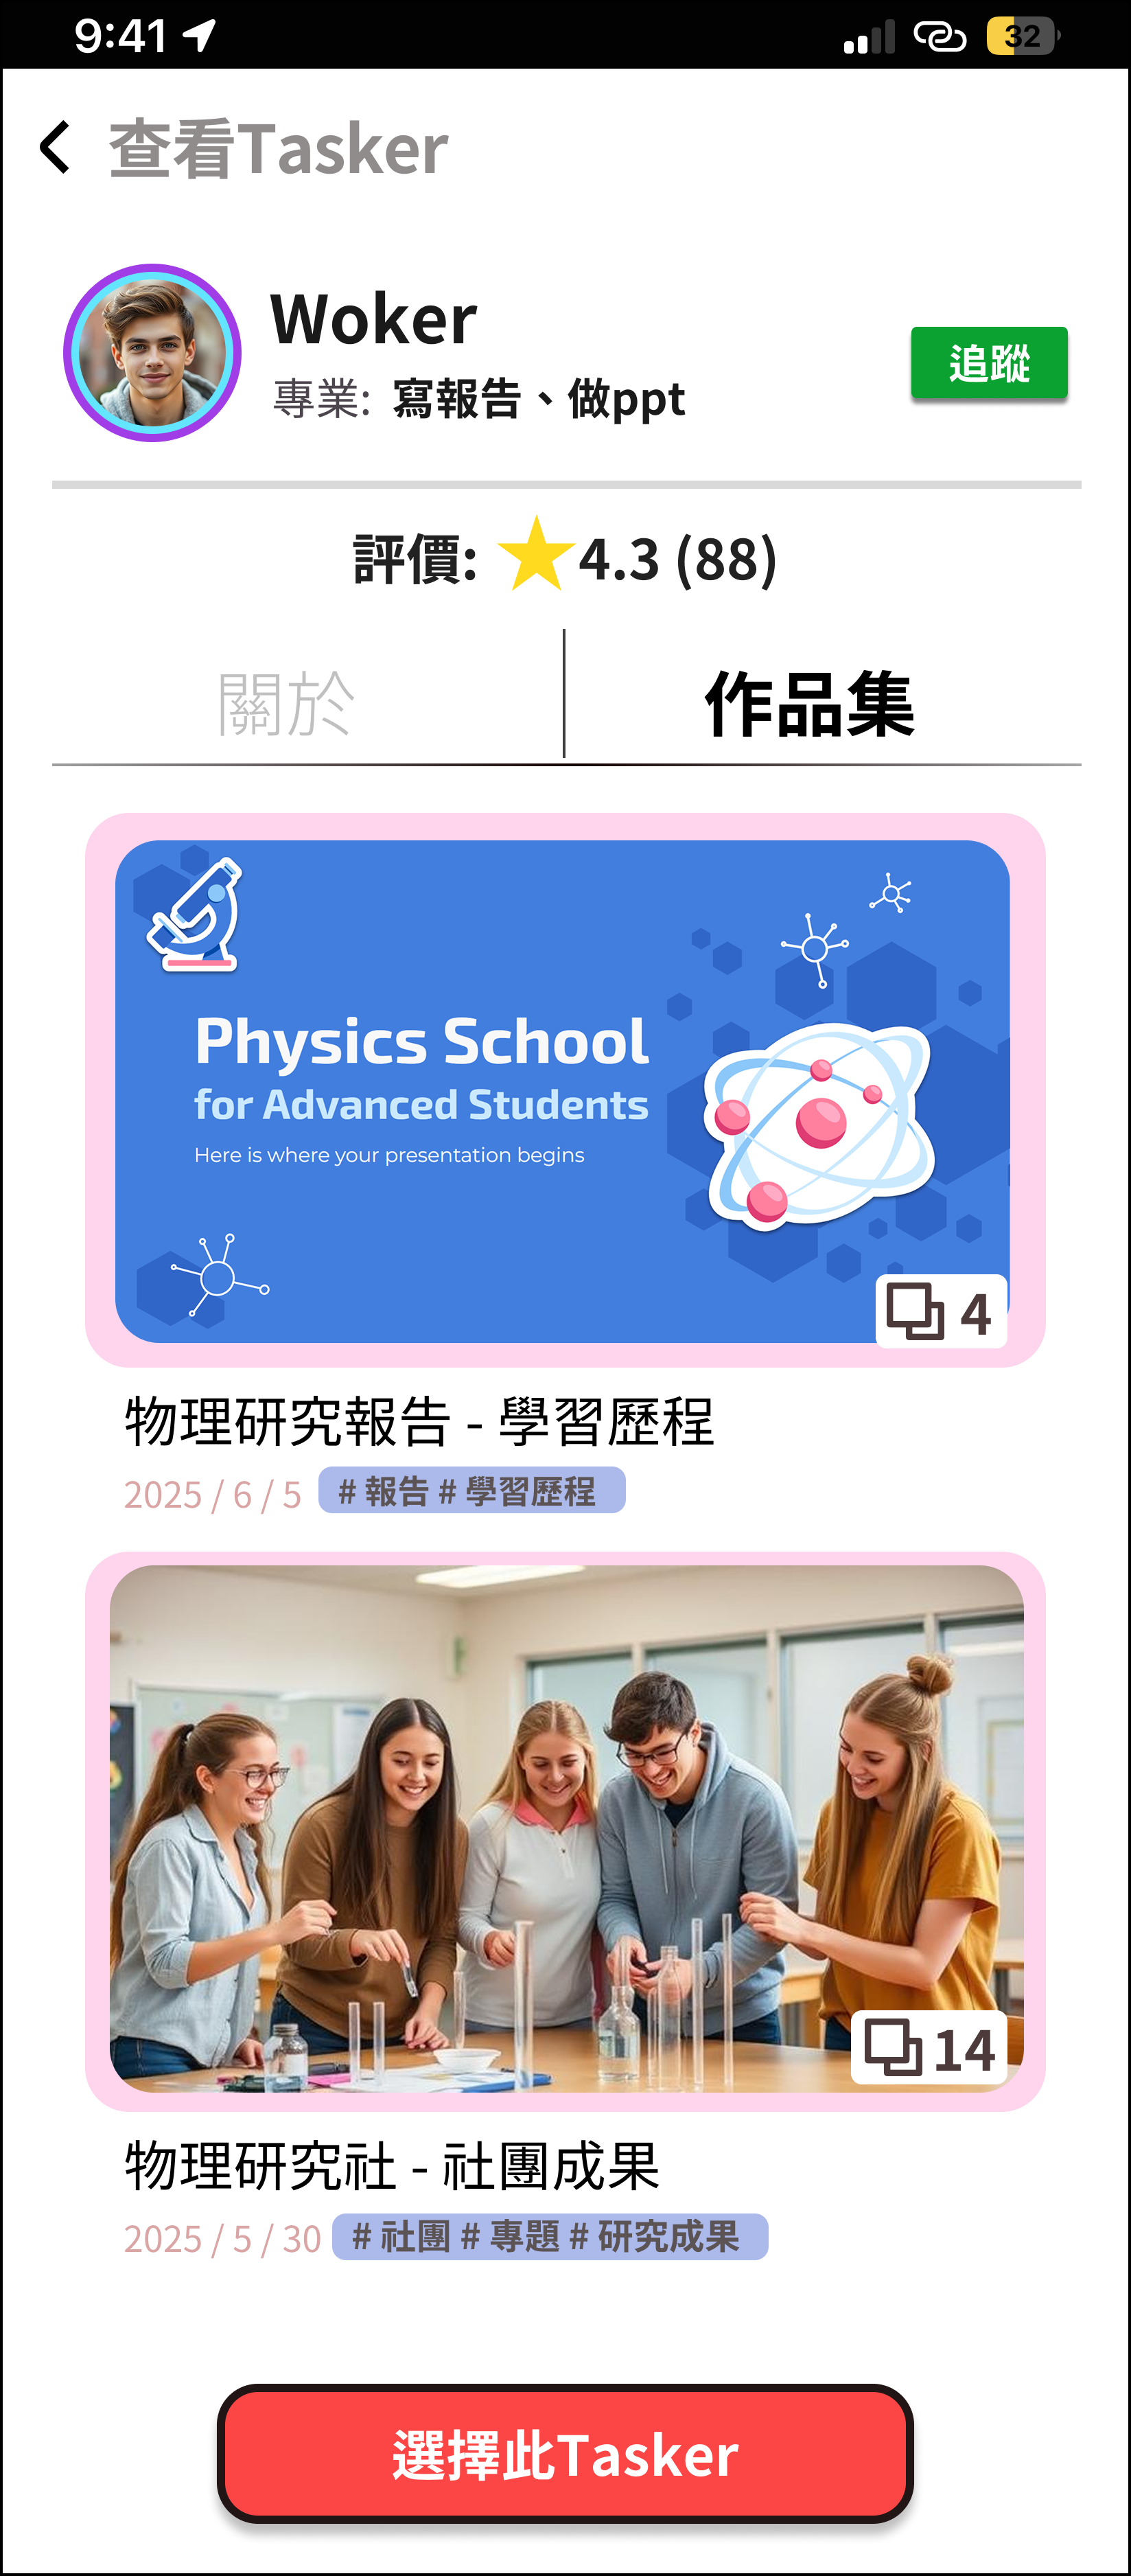 9:41
32
查看Tasker
Woker
專業: 寫報告、做ppt
追蹤
評價: 4.3 (88)
關於
作品集
Physics School
for Advanced Students
Here is where your presentation begins
4
物理研究報告 - 學習歷程
2025 / 6 / 5 # 報告 # 學習歷程
14
物理研究社 - 社團成果
2025 / 5 / 30 # 社團 # 專題 # 研究成果
選擇此Tasker